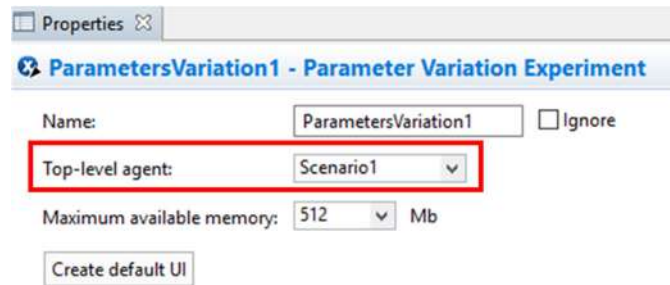 Properties
ParametersVariation1 - Parameter Variation Experiment
Name: ParametersVariation1 Ignore
Top-level agent: Scenario1
Maximum available memory: 512 Mb
Create default UI